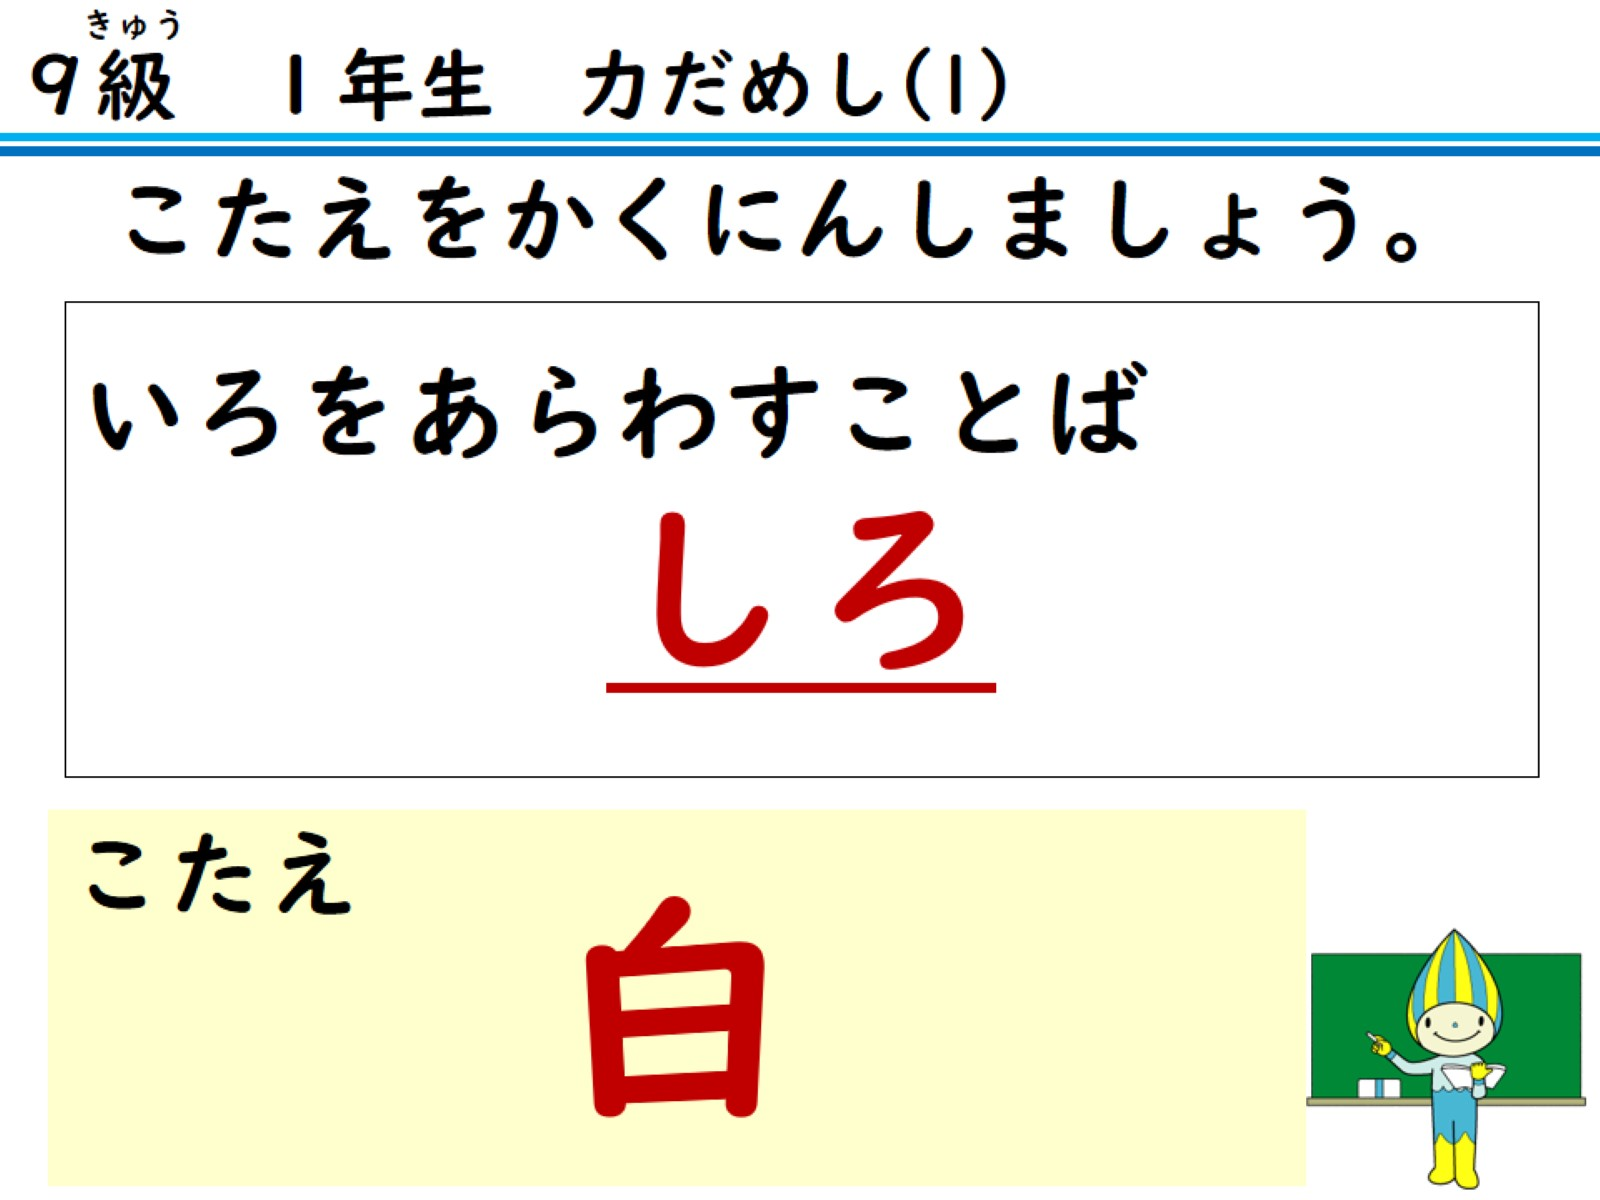 きゅう
９級　１年生　力だめし(１)
こたえをかくにんしましょう。
いろをあらわすことば
しろ
こたえ
白